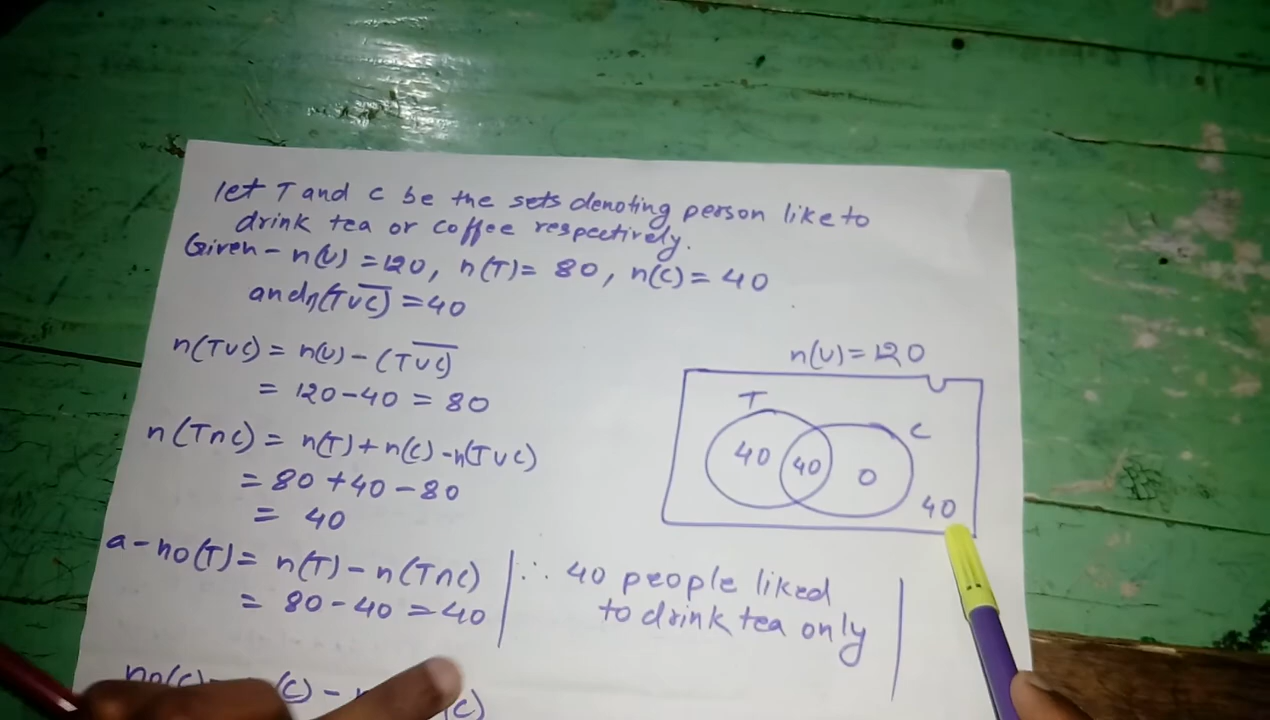 let T and C be the sets denoting person like to
drink tea or coffee respectively.
Given - n(U) = 120, n(T) = 80, n(C) = 40
and n(T∪C)̅ = 40
n(T∪C) = n(U) - (T∪C)̅
= 120 - 40 = 80
n(T∩C) = n(T) + n(C) - n(T∪C)
= 80 + 40 - 80
= 40
a - no(T) = n(T) - n(T∩C)
= 80 - 40 = 40
∴ 40 people liked
to drink tea only
no(C)
n(U) = 120
T
C
40
40
0
40